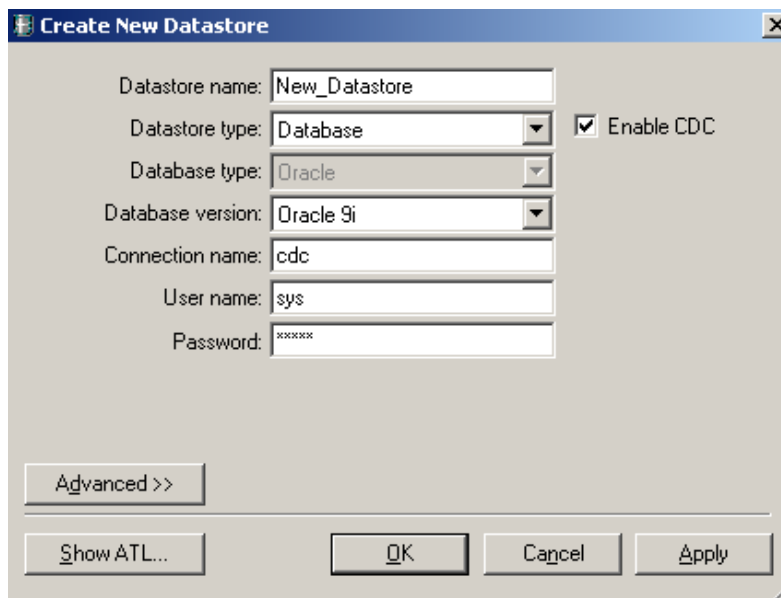 Create New Datastore
Datastore name: New_Datastore
Datastore type: Database Enable CDC
Database type: Oracle
Database version: Oracle 9i
Connection name: cdc
User name: sys
Password: *****
Advanced >>
Show ATL... OK Cancel Apply